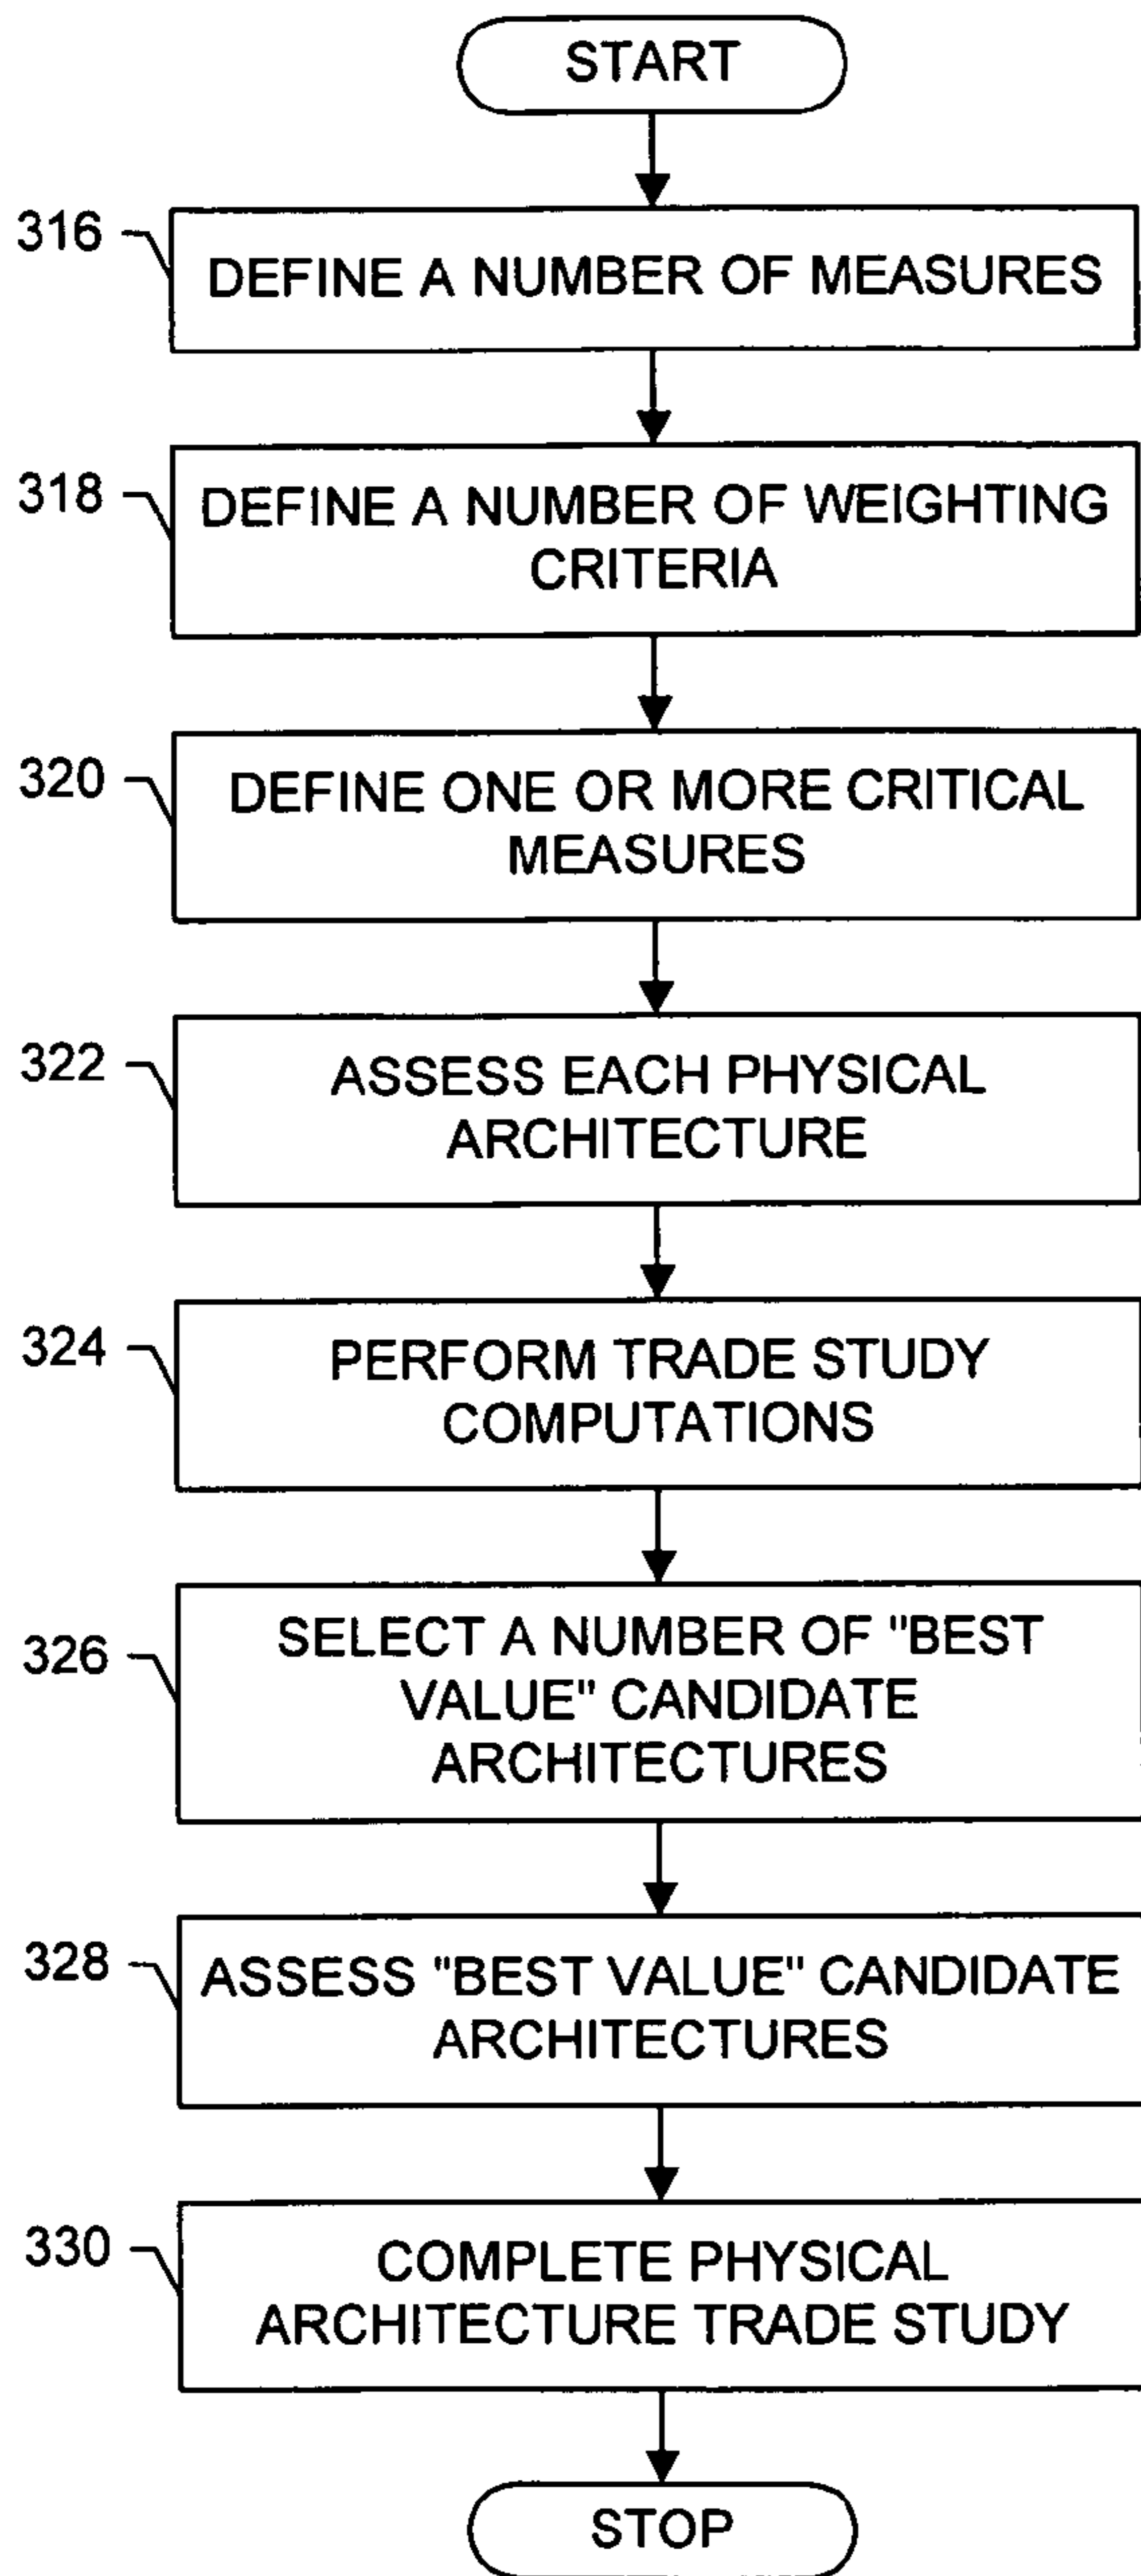 START
316
DEFINE A NUMBER OF MEASURES
318
DEFINE A NUMBER OF WEIGHTING
CRITERIA
320
DEFINE ONE OR MORE CRITICAL
MEASURES
322
ASSESS EACH PHYSICAL
ARCHITECTURE
324
PERFORM TRADE STUDY
COMPUTATIONS
326
SELECT A NUMBER OF "BEST
VALUE" CANDIDATE
ARCHITECTURES
328
ASSESS "BEST VALUE" CANDIDATE
ARCHITECTURES
330
COMPLETE PHYSICAL
ARCHITECTURE TRADE STUDY
STOP